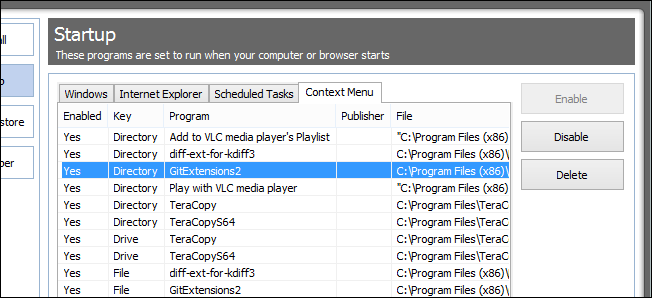 Startup
These programs are set to run when your computer or browser starts
all
p
store
per
Windows Internet Explorer Scheduled Tasks Context Menu
Enabled Key Program Publisher File
Yes Directory Add to VLC media player's Playlist "C:\Program Files (x86)
Yes Directory diff-ext-for-kdiff3 C:\Program Files (x86)\
Yes Directory GitExtensions2 C:\Program Files (x86)\
Yes Directory Play with VLC media player "C:\Program Files (x86)
Yes Directory TeraCopy C:\Program Files\TeraC
Yes Directory TeraCopyS64 C:\Program Files\TeraC
Yes Drive TeraCopy C:\Program Files\TeraC
Yes Drive TeraCopyS64 C:\Program Files\TeraC
Yes File diff-ext-for-kdiff3 C:\Program Files (x86)\
Yes File GitExtensions2 C:\Program Files (x86)\
Enable
Disable
Delete